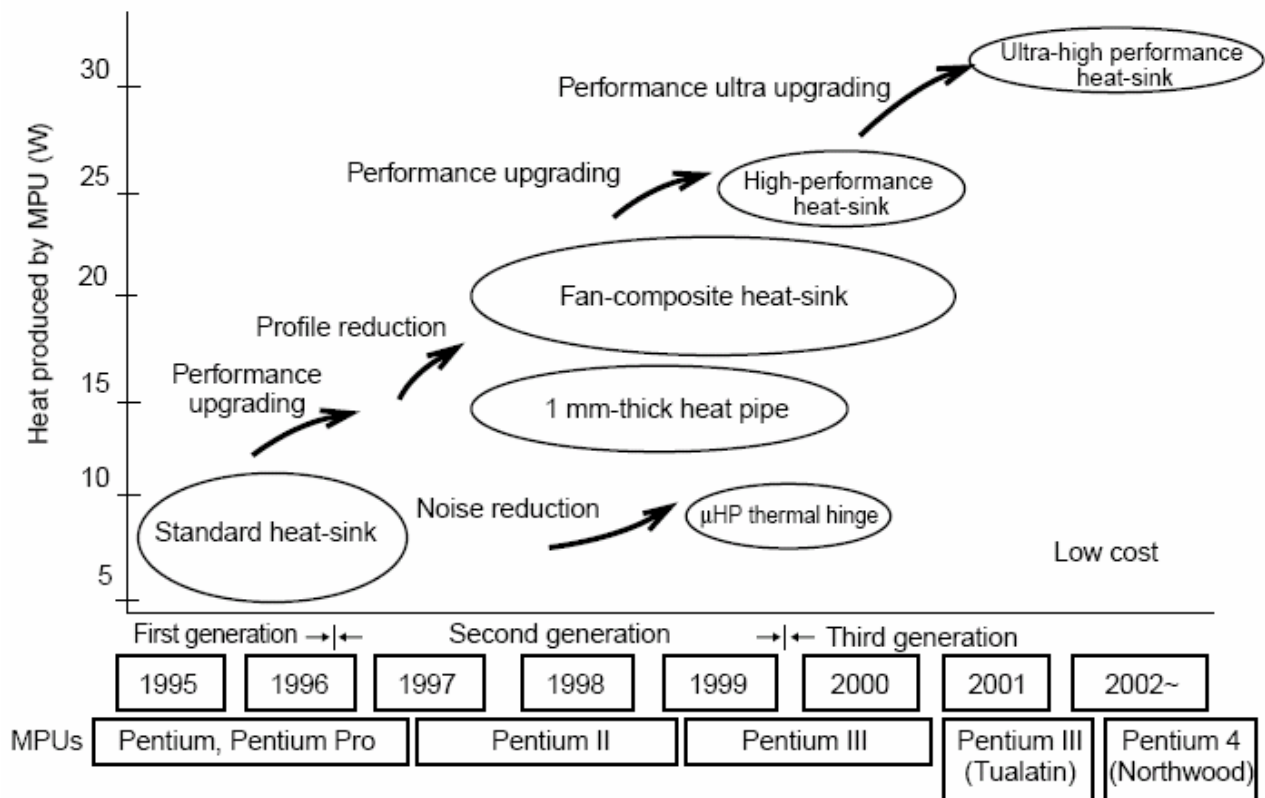 Heat produced by MPU (W)
30
25
20
15
10
5
Ultra-high performance
heat-sink
Performance ultra upgrading
Performance upgrading
High-performance
heat-sink
Fan-composite heat-sink
Profile reduction
Performance
upgrading
1 mm-thick heat pipe
Noise reduction
μHP thermal hinge
Standard heat-sink
Low cost
First generation
Second generation
Third generation
1995
1996
1997
1998
1999
2000
2001
2002~
MPUs
Pentium, Pentium Pro
Pentium II
Pentium III
Pentium III
(Tualatin)
Pentium 4
(Northwood)